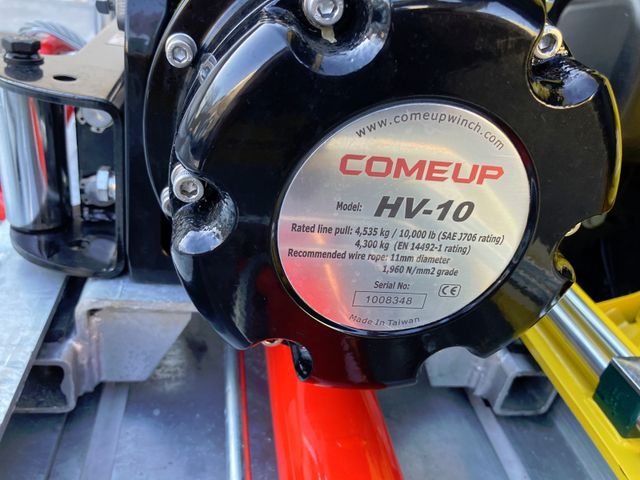 www.comeupwinch.com
COMEUP
Model: HV-10
Rated line pull: 4,535 kg / 10,000 lb (SAE J706 rating)
4,300 kg (EN 14492-1 rating)
Recommended wire rope: 11mm diameter
1,960 N/mm2 grade
Serial No:
1008348 CE
Made In Taiwan